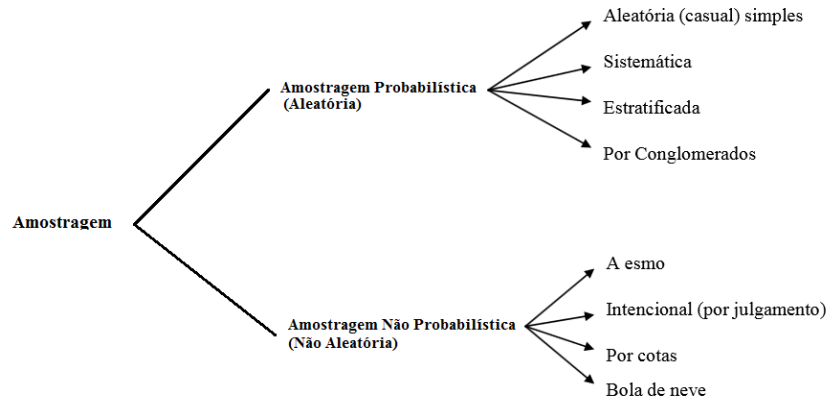 Amostragem
Amostragem Probabilística
(Aleatória)
Aleatória (casual) simples
Sistemática
Estratificada
Por Conglomerados
Amostragem Não Probabilística
(Não Aleatória)
A esmo
Intencional (por julgamento)
Por cotas
Bola de neve